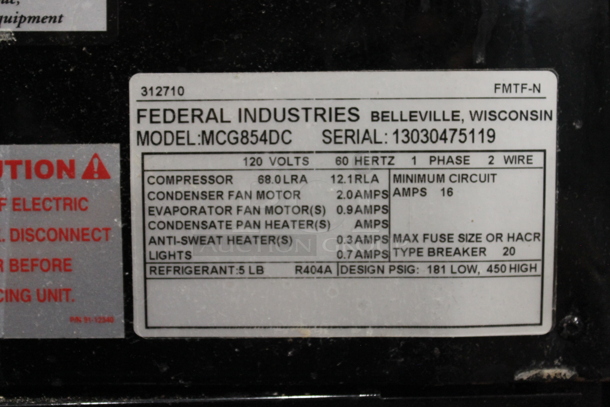 quipment
312710 FMTF-N
FEDERAL INDUSTRIES BELLEVILLE, WISCONSIN
MODEL:MCG854DC SERIAL: 13030475119
120 VOLTS 60 HERTZ 1 PHASE 2 WIRE
COMPRESSOR 68.0LRA 12.1RLA MINIMUM CIRCUIT
CONDENSER FAN MOTOR 2.0AMPS AMPS 16
EVAPORATOR FAN MOTOR(S) 0.9AMPS
CONDENSATE PAN HEATER(S) AMPS
ANTI-SWEAT HEATER(S) 0.3AMPS MAX FUSE SIZE OR HACR
LIGHTS 0.7AMPS TYPE BREAKER 20
REFRIGERANT:5 LB R404A DESIGN PSIG: 181 LOW, 450 HIGH
UTION
F ELECTRIC
DISCONNECT
R BEFORE
CING UNIT.